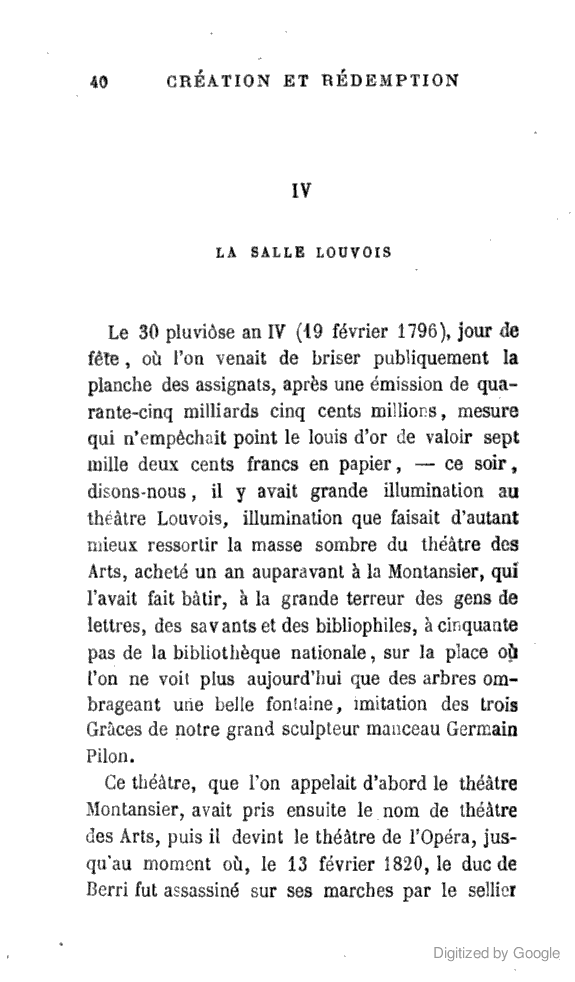 40 CRÉATION ET RÉDEMPTION
IV
LA SALLE LOUVOIS
Le 30 pluviôse an IV (19 février 1796), jour de
fête, où l'on venait de briser publiquement la
planche des assignats, après une émission de qua-
rante-cinq milliards cinq cents millions, mesure
qui n'empêchait point le louis d'or de valoir sept
mille deux cents francs en papier, — ce soir,
disons-nous, il y avait grande illumination au
théâtre Louvois, illumination que faisait d'autant
mieux ressortir la masse sombre du théâtre des
Arts, acheté un an auparavant à la Montansier, qui
l'avait fait bâtir, à la grande terreur des gens de
lettres, des savants et des bibliophiles, à cinquante
pas de la bibliothèque nationale, sur la place où
l'on ne voit plus aujourd'hui que des arbres om-
brageant une belle fontaine, imitation des trois
Grâces de notre grand sculpteur manceau Germain
Pilon.
Ce théâtre, que l'on appelait d'abord le théâtre
Montansier, avait pris ensuite le nom de théâtre
des Arts, puis il devint le théâtre de l'Opéra, jus-
qu'au moment où, le 13 février 1820, le duc de
Berri fut assassiné sur ses marches par le sellier
Digitized by Google